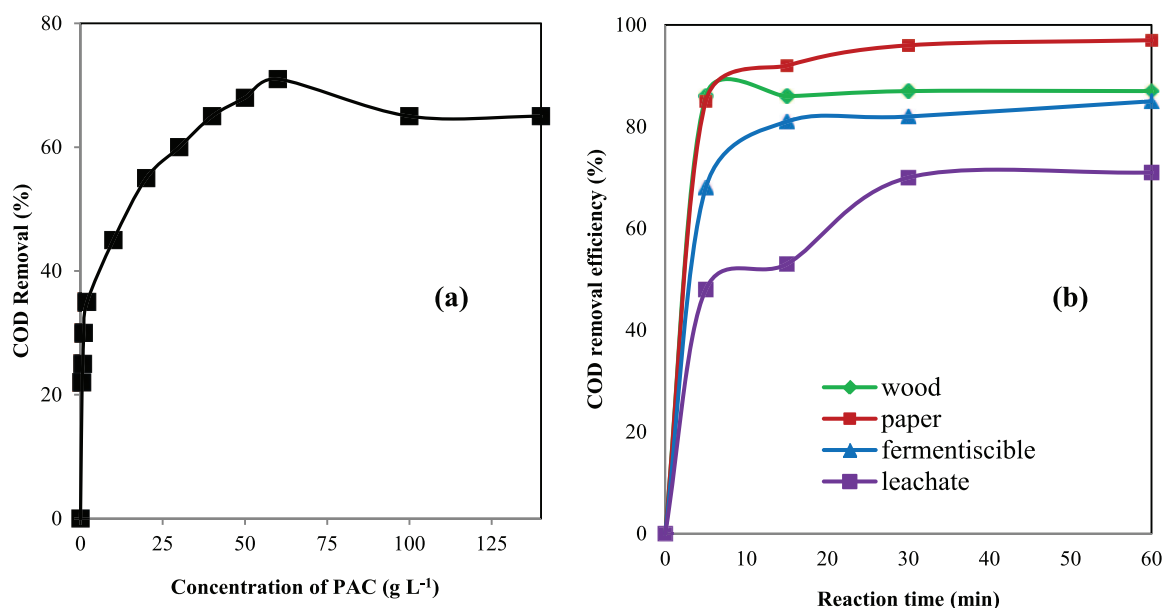 80
60
40
20
0
0
25
50
75
100
125
COD Removal (%)
(a)
Concentration of PAC (g L⁻¹)
100
80
60
40
20
0
0
10
20
30
40
50
60
COD removal efficiency (%)
(b)
wood
paper
fermentiscible
leachate
Reaction time (min)